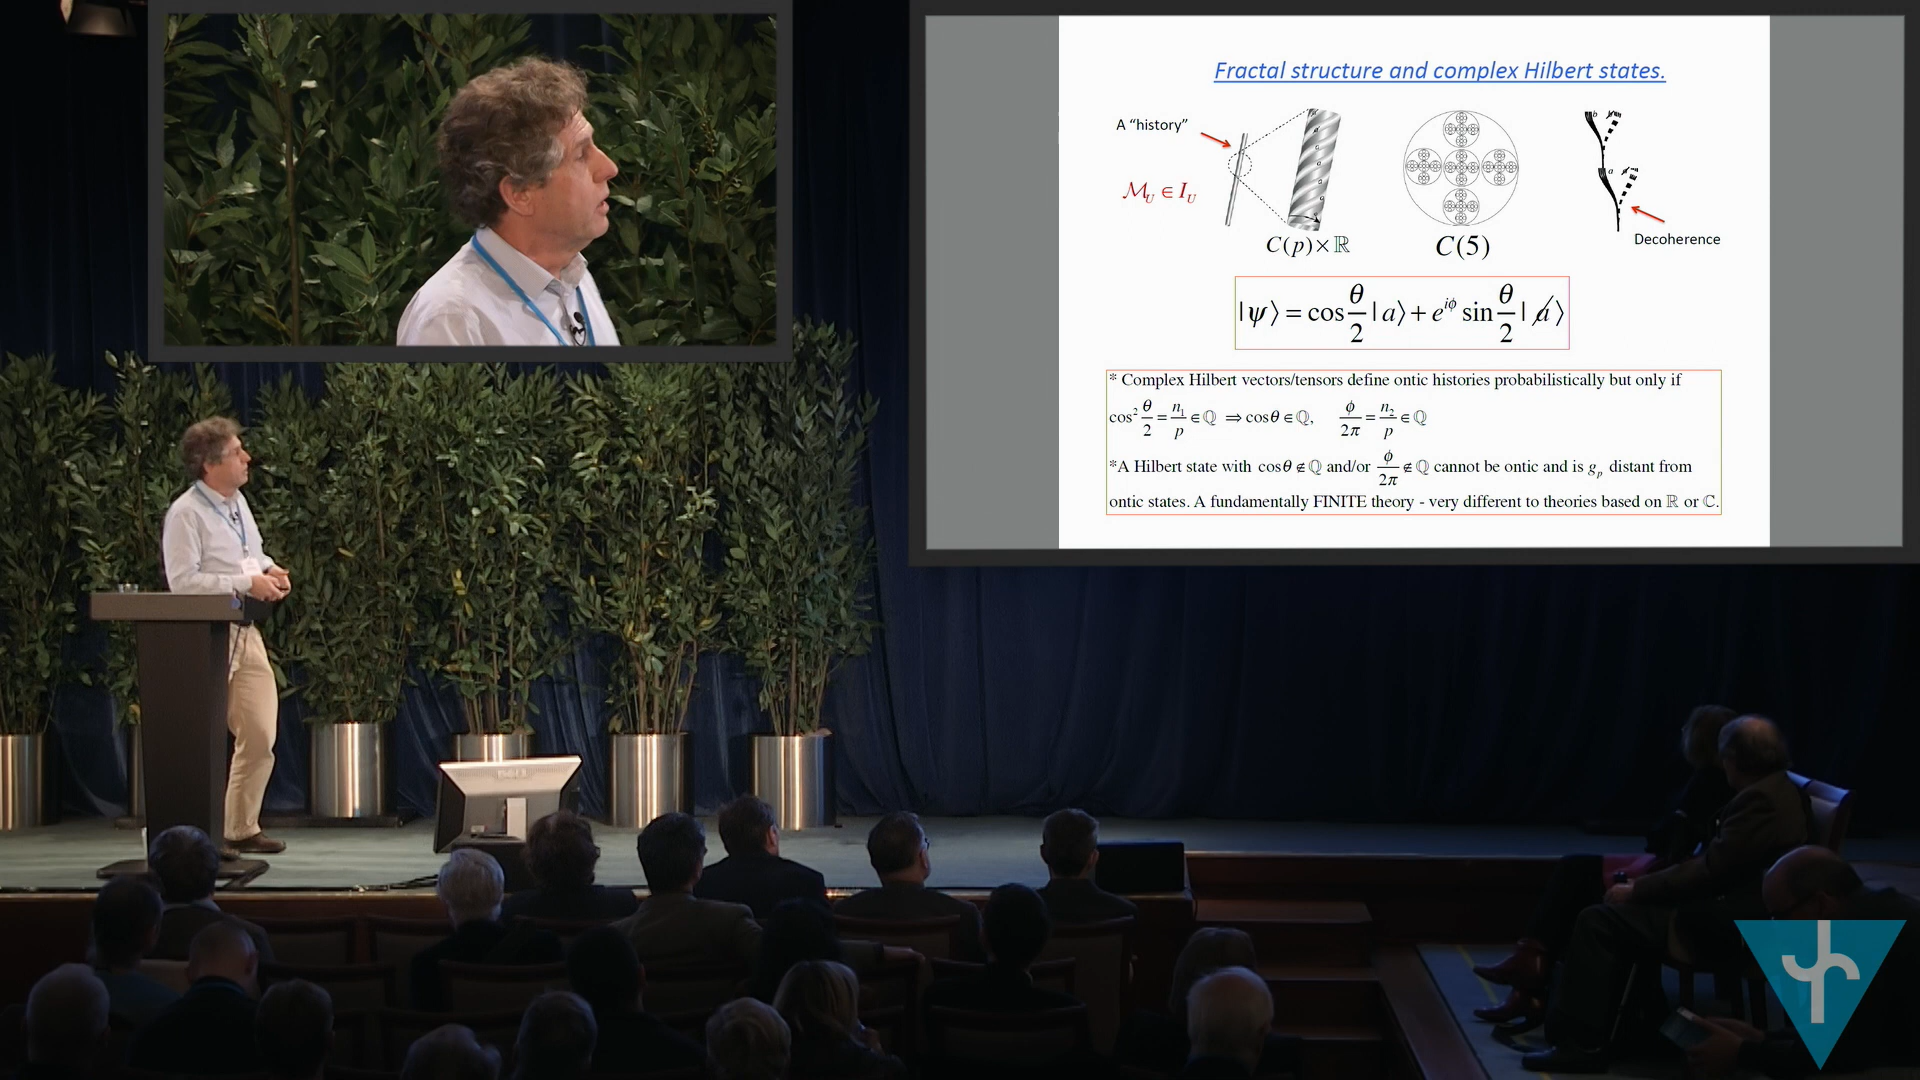 Fractal structure and complex Hilbert states.
A “history”
ℳ_U ∈ I_U
C(p)×ℝ
C(5)
b
a
Decoherence
|ψ⟩ = cos θ/2 |a⟩ + e^{iϕ} sin θ/2 |a̸⟩
* Complex Hilbert vectors/tensors define ontic histories probabilistically but only if
cos² θ/2 = n₁/p ∈ ℚ ⇒ cosθ ∈ ℚ, ϕ/2π = n₂/p ∈ ℚ
*A Hilbert state with cosθ ∉ ℚ and/or ϕ/2π ∉ ℚ cannot be ontic and is g_p distant from
ontic states. A fundamentally FINITE theory - very different to theories based on ℝ or ℂ.
DELL